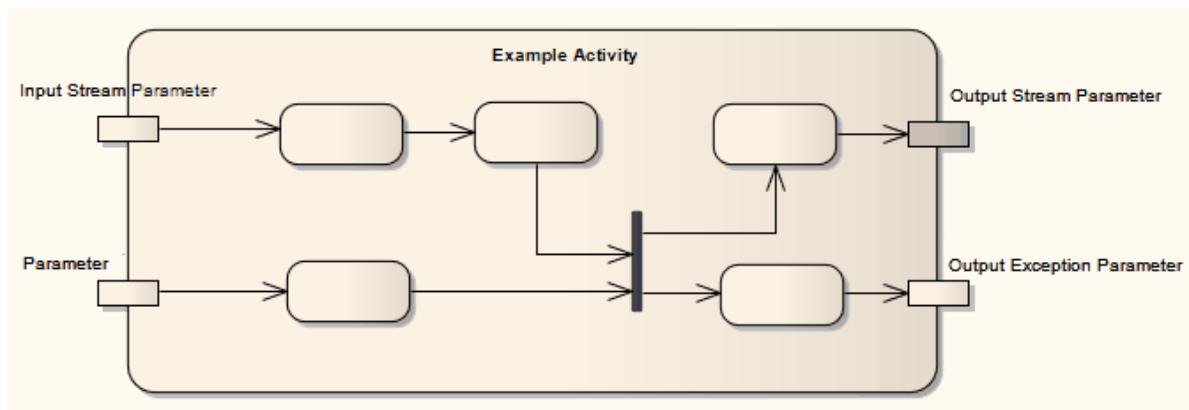 Example Activity
Input Stream Parameter
Output Stream Parameter
Parameter
Output Exception Parameter